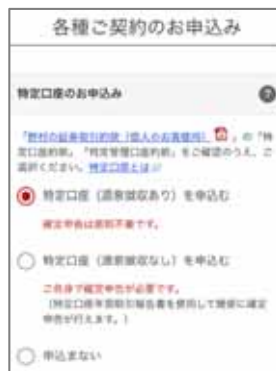 各種ご契約のお申込み
特定口座のお申込み ?
「野村の証券取引約款（個人のお客様用）」の「特
定口座約款」「特定管理口座約款」をご確認のうえ、ご
選択ください。特定口座とは
特定口座（源泉徴収あり）を申込む
確定申告は原則不要です。
特定口座（源泉徴収なし）を申込む
ご自身で確定申告が必要です。
（特定口座年間取引報告書を使用して簡便に確定
申告が行えます。）
申込まない